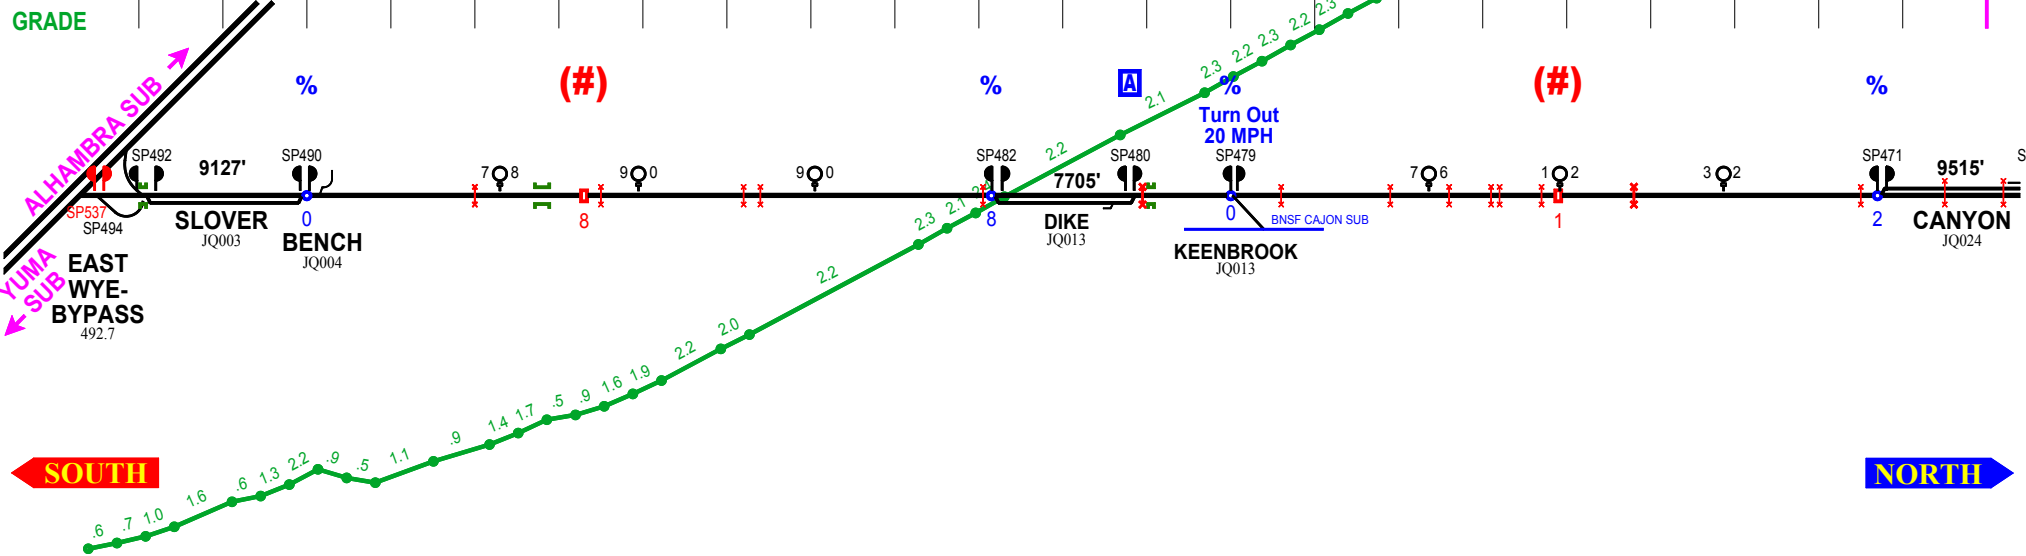 GRADE
ALHAMBRA SUB
% (#) % A % (#) %
Turn Out
20 MPH
2.1 2.3 2.2 2.3 2.2 2.3
SP492 9127' SP490 7 8 9 0 9 0 SP482 7705' SP480 SP479 7 6 1 2 3 2 SP471 9515' S
2.2
SP537
SP494
SLOVER
JQ003
0
BENCH
JQ004
8
8
DIKE
JQ013
0
BNSF CAJON SUB
KEENBROOK
JQ013
1
2
CANYON
JQ024
EAST
WYE-
BYPASS
492.7
YUMA
SUB
2.2 2.3 2.1
2.0
2.2
1.9
1.6
.9
.5
1.7
1.4
.9
1.1
.5
.9
2.2
1.3
.6
1.6
1.0
.7
.6
SOUTH
NORTH